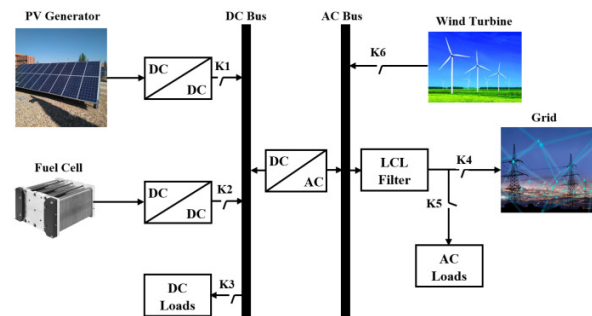 PV Generator
DC Bus
AC Bus
Wind Turbine
DC
DC
K1
K6
Grid
Fuel Cell
DC
DC
K2
DC
AC
LCL
Filter
K4
K5
DC
Loads
K3
AC
Loads